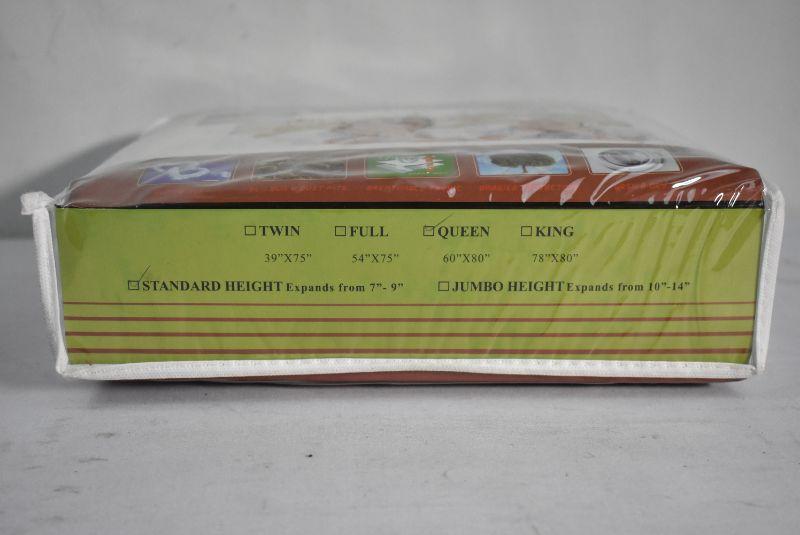 TWIN FULL QUEEN KING
39"X75" 54"X75" 60"X80" 78"X80"
STANDARD HEIGHT Expands from 7"- 9" JUMBO HEIGHT Expands from 10"-14"